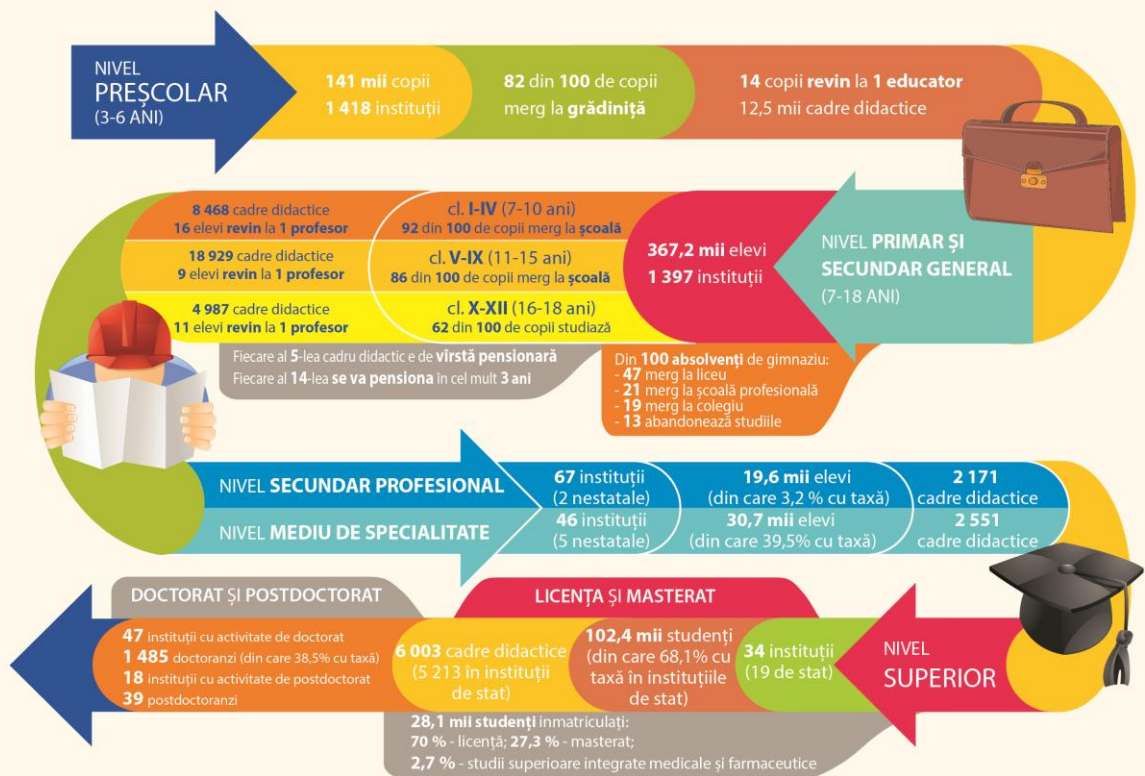 NIVEL
PREȘCOLAR
(3-6 ANI)
141 mii copii
1 418 instituții
82 din 100 de copii
merg la grădiniță
14 copii revin la 1 educator
12,5 mii cadre didactice
NIVEL PRIMAR ȘI
SECUNDAR GENERAL
(7-18 ANI)
367,2 mii elevi
1 397 instituții
cl. I-IV (7-10 ani)
92 din 100 de copii merg la școală
8 468 cadre didactice
16 elevi revin la 1 profesor
cl. V-IX (11-15 ani)
86 din 100 de copii merg la școală
18 929 cadre didactice
9 elevi revin la 1 profesor
cl. X-XII (16-18 ani)
62 din 100 de copii studiază
4 987 cadre didactice
11 elevi revin la 1 profesor
Fiecare al 5-lea cadru didactic e de vîrstă pensionară
Fiecare al 14-lea se va pensiona în cel mult 3 ani
Din 100 absolvenți de gimnaziu:
- 47 merg la liceu
- 21 merg la școală profesională
- 19 merg la colegiu
- 13 abandonează studiile
NIVEL SECUNDAR PROFESIONAL
67 instituții
(2 nestatale)
19,6 mii elevi
(din care 3,2 % cu taxă)
2 171
cadre didactice
NIVEL MEDIU DE SPECIALITATE
46 instituții
(5 nestatale)
30,7 mii elevi
(din care 39,5% cu taxă)
2 551
cadre didactice
NIVEL
SUPERIOR
LICENȚA ȘI MASTERAT
34 instituții
(19 de stat)
102,4 mii studenți
(din care 68,1% cu
taxă în instituțiile
de stat)
6 003 cadre didactice
(5 213 în instituții
de stat)
28,1 mii studenți inmatriculați:
70 % - licență; 27,3 % - masterat;
2,7 % - studii superioare integrate medicale și farmaceutice
DOCTORAT ȘI POSTDOCTORAT
47 instituții cu activitate de doctorat
1 485 doctoranzi (din care 38,5% cu taxă)
18 instituții cu activitate de postdoctorat
39 postdoctoranzi